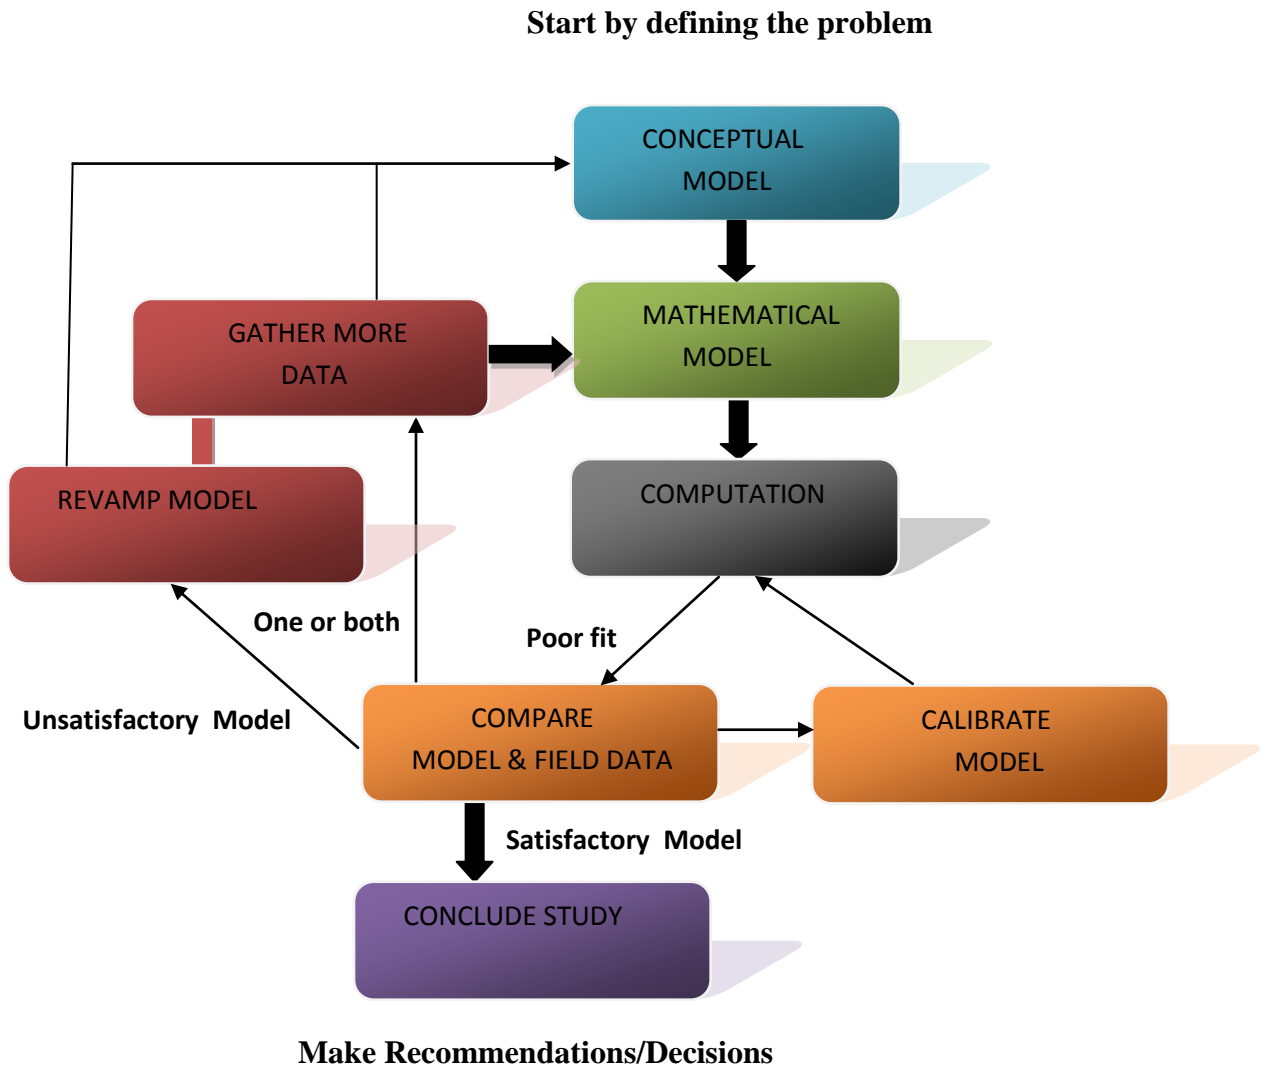 Start by defining the problem
CONCEPTUAL
MODEL
MATHEMATICAL
MODEL
GATHER MORE
DATA
REVAMP MODEL
COMPUTATION
One or both
Poor fit
Unsatisfactory  Model
COMPARE
MODEL & FIELD DATA
CALIBRATE
MODEL
Satisfactory  Model
CONCLUDE STUDY
Make Recommendations/Decisions